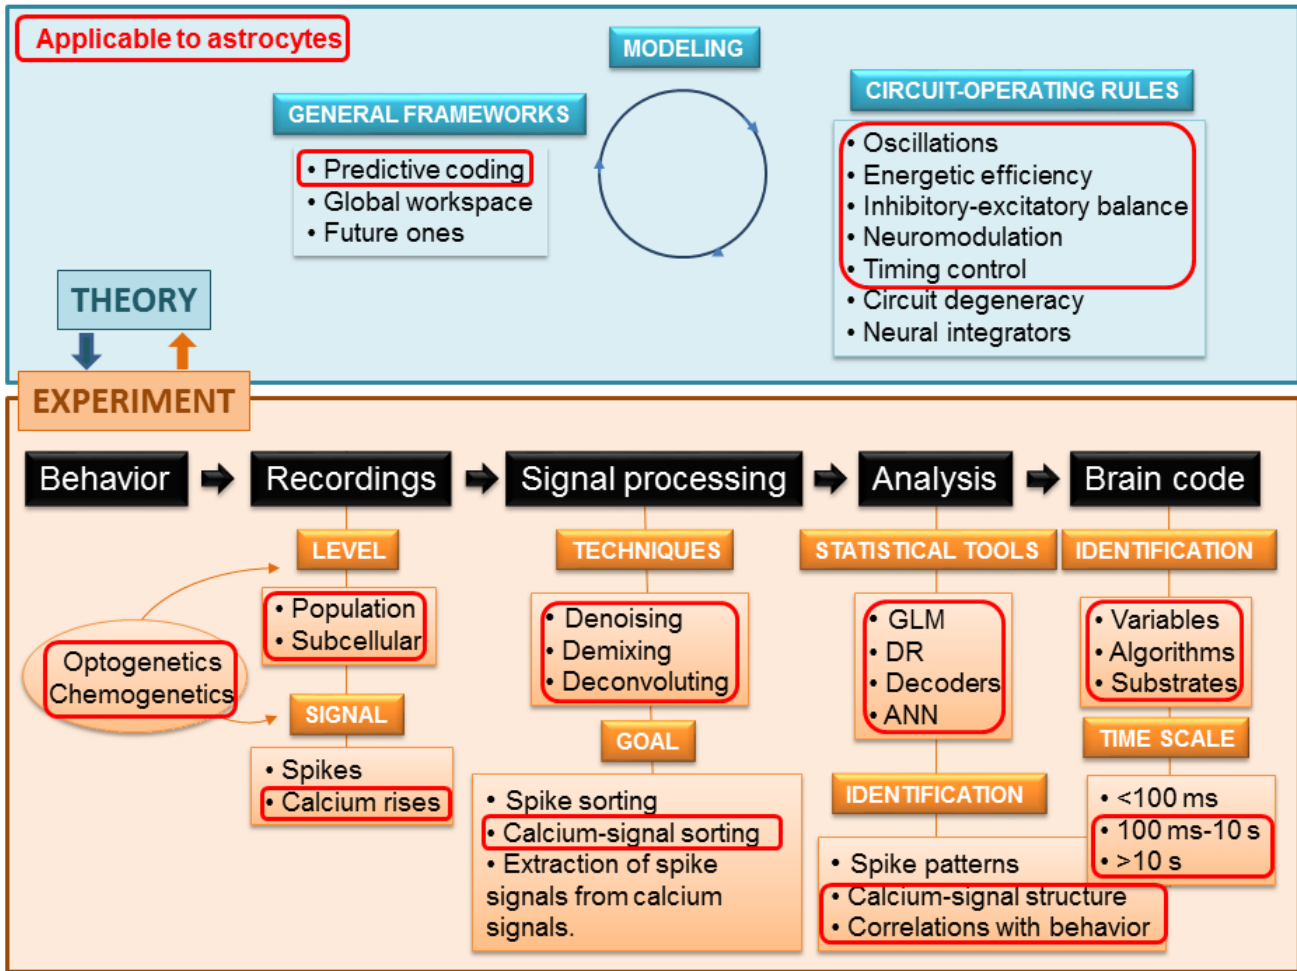 Applicable to astrocytes
MODELING
GENERAL FRAMEWORKS
• Predictive coding
• Global workspace
• Future ones
CIRCUIT-OPERATING RULES
• Oscillations
• Energetic efficiency
• Inhibitory-excitatory balance
• Neuromodulation
• Timing control
• Circuit degeneracy
• Neural integrators
THEORY
EXPERIMENT
Behavior
Recordings
Signal processing
Analysis
Brain code
Optogenetics
Chemogenetics
LEVEL
• Population
• Subcellular
SIGNAL
• Spikes
• Calcium rises
TECHNIQUES
• Denoising
• Demixing
• Deconvoluting
GOAL
• Spike sorting
• Calcium-signal sorting
• Extraction of spike
signals from calcium
signals.
STATISTICAL TOOLS
• GLM
• DR
• Decoders
• ANN
IDENTIFICATION
• Spike patterns
• Calcium-signal structure
• Correlations with behavior
IDENTIFICATION
• Variables
• Algorithms
• Substrates
TIME SCALE
• <100 ms
• 100 ms-10 s
• >10 s